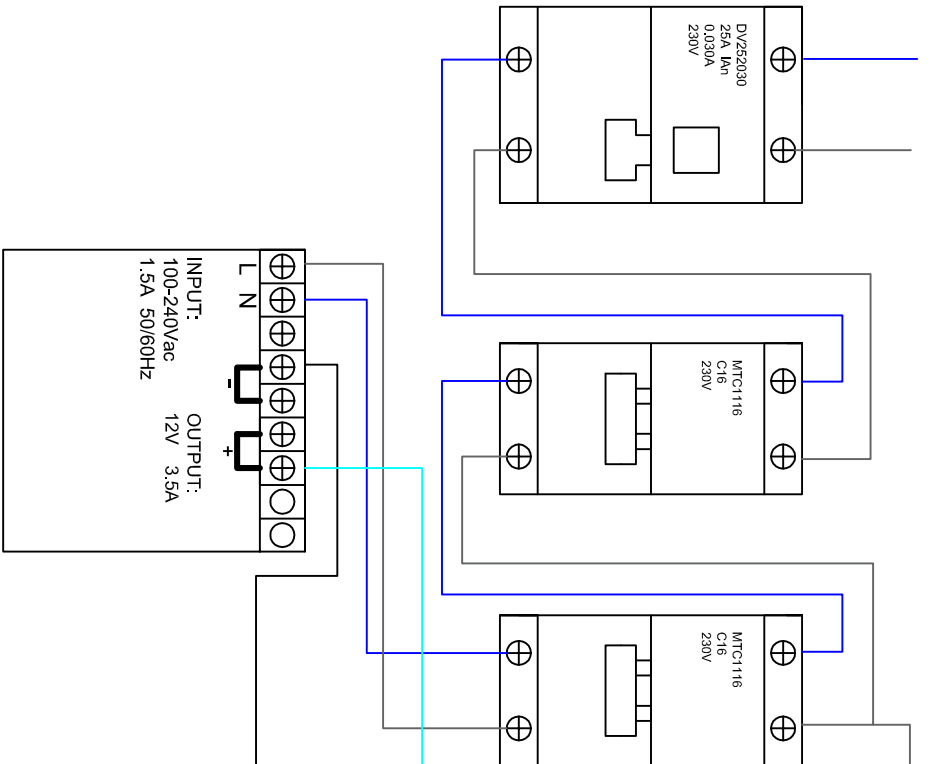 DV252030
25A IΔn
0.030A
230V
L
N
INPUT:
100-240Vac
1.5A 50/60Hz
-
+
OUTPUT:
12V 3.5A
MTC1116
C16
230V
MTC1116
C16
230V